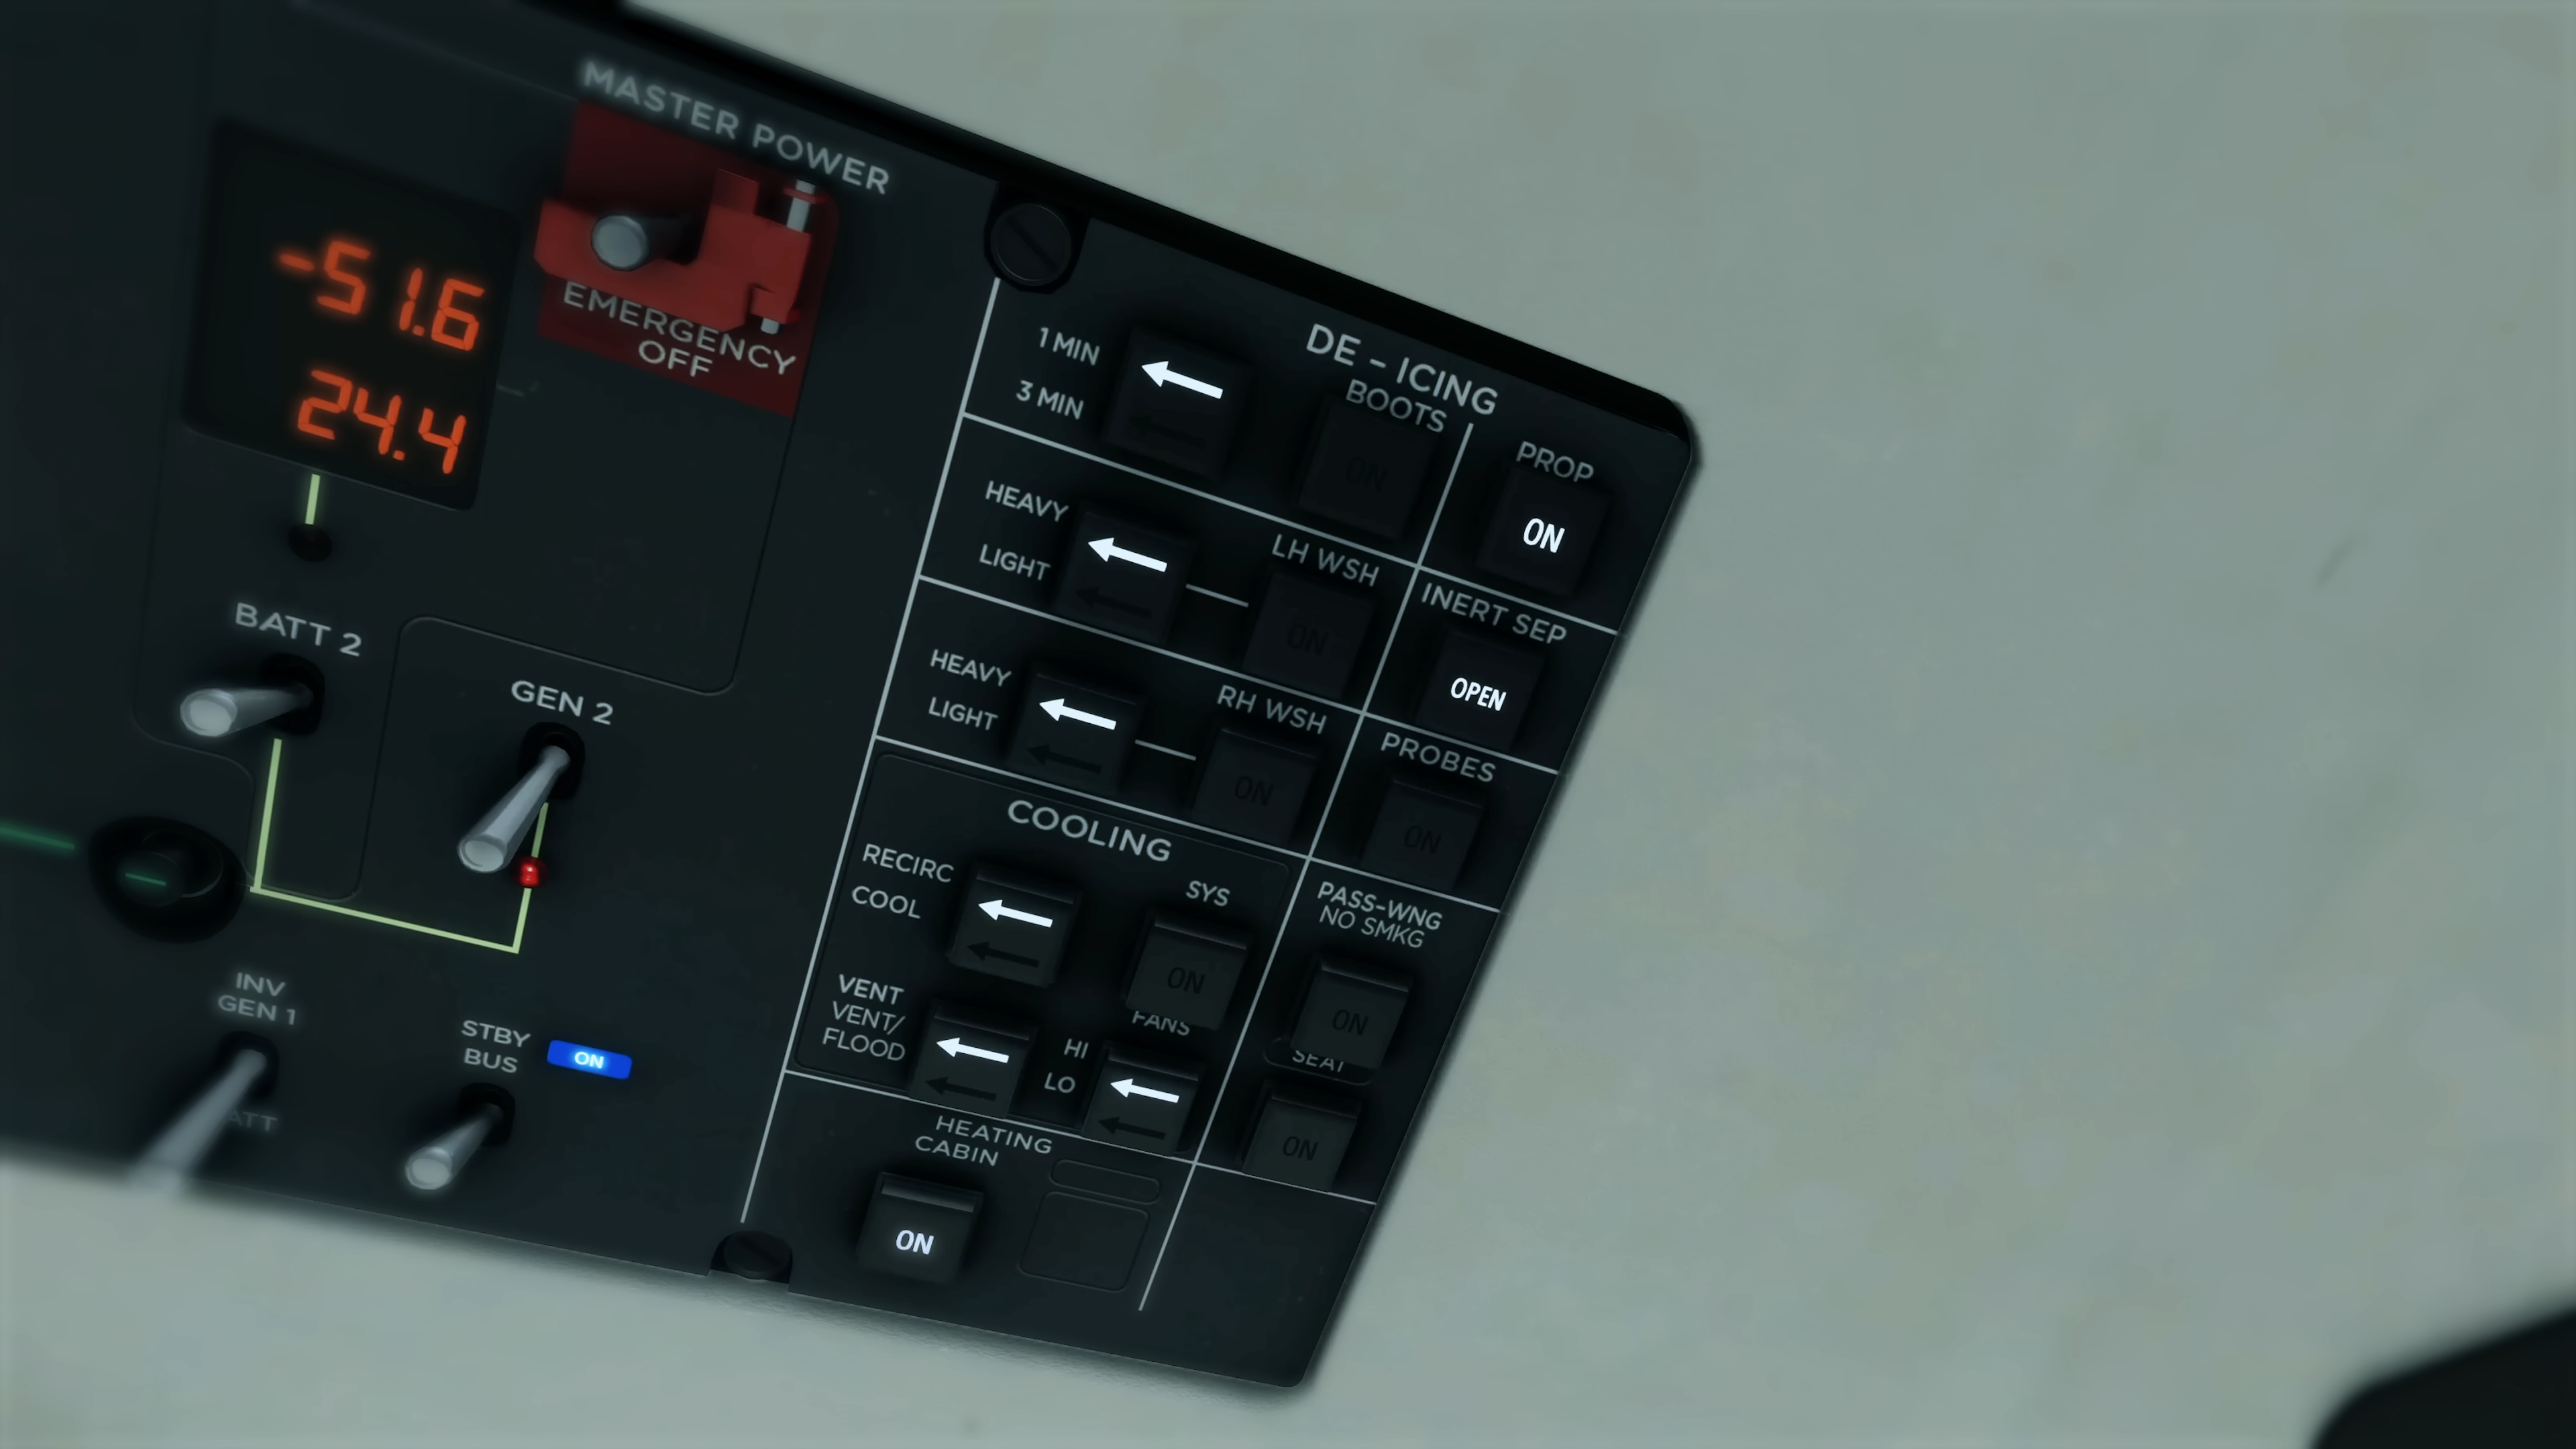 MASTER POWER
-51.6
24.4
EMERGENCY
OFF
BATT 2
GEN 2
INV
GEN 1
STBY
BUS
ON
DE - ICING
1 MIN
3 MIN
BOOTS
ON
PROP
ON
HEAVY
LIGHT
LH WSH
ON
INERT SEP
OPEN
HEAVY
LIGHT
RH WSH
ON
PROBES
ON
COOLING
RECIRC
COOL
SYS
ON
PASS-WNG
NO SMKG
ON
VENT
VENT/
FLOOD
FANS
HI
LO
SEAT
ON
HEATING
CABIN
ON